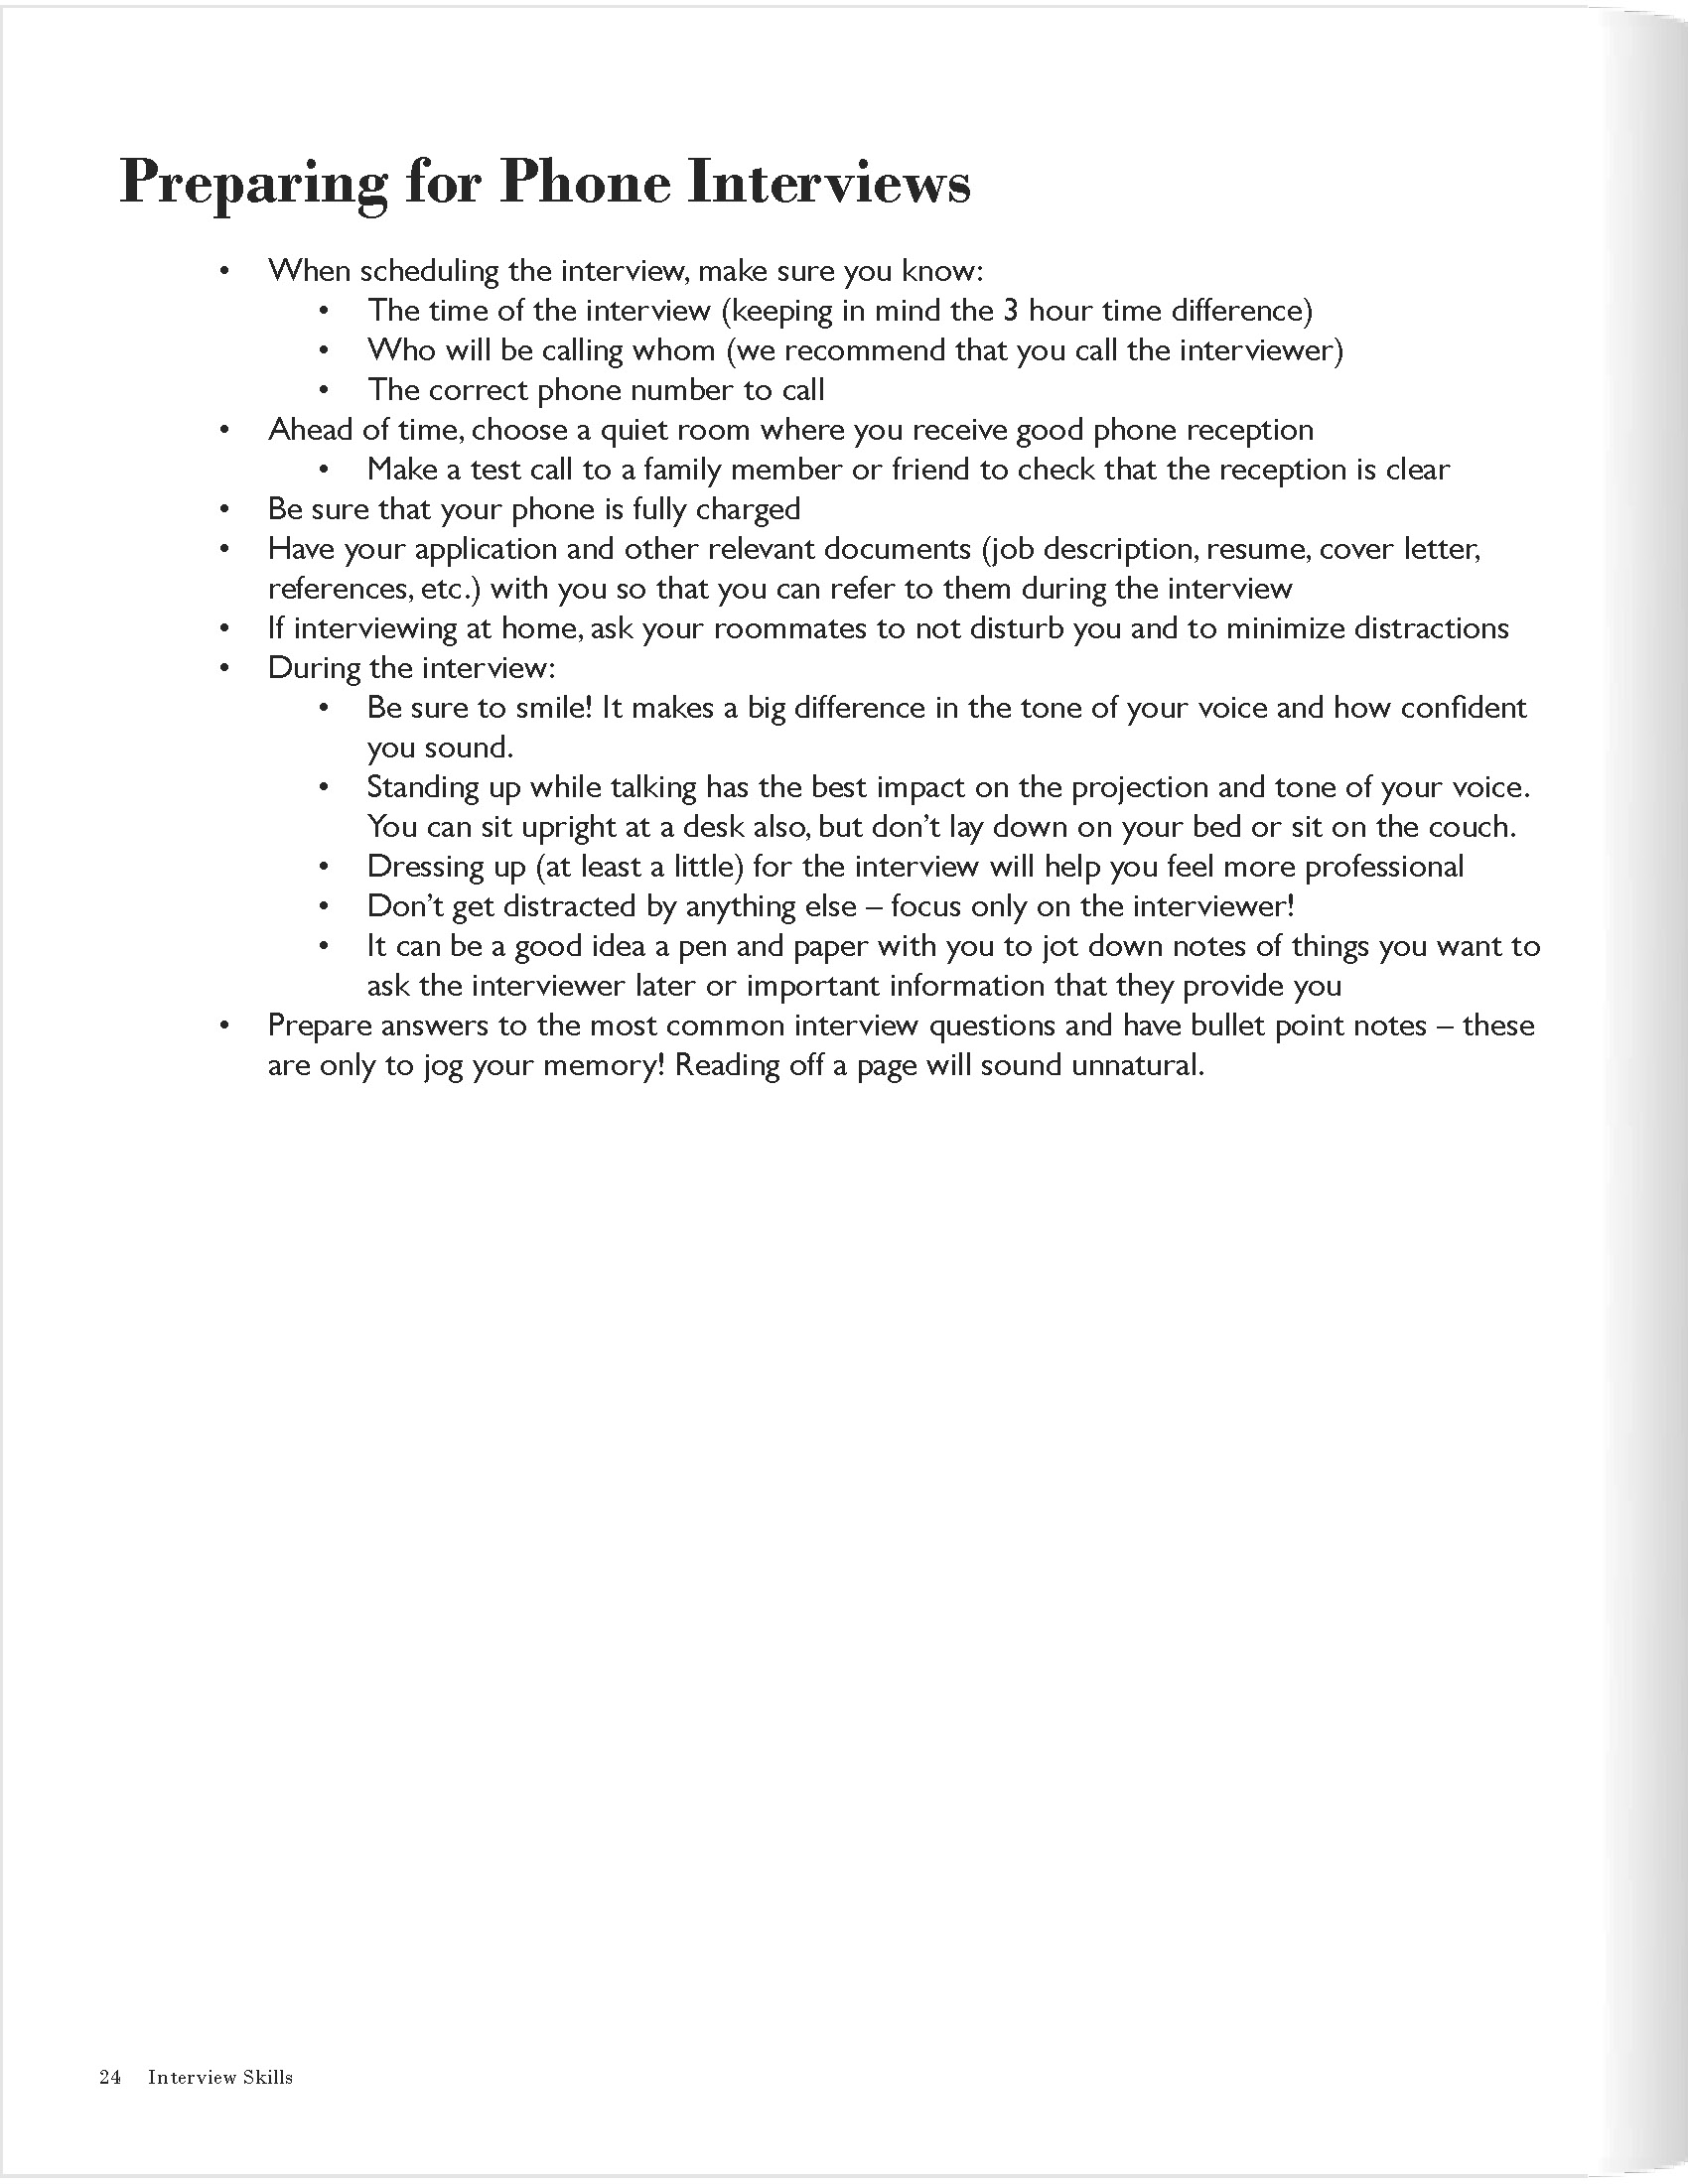 Preparing for Phone Interviews
• When scheduling the interview, make sure you know:
• The time of the interview (keeping in mind the 3 hour time difference)
• Who will be calling whom (we recommend that you call the interviewer)
• The correct phone number to call
• Ahead of time, choose a quiet room where you receive good phone reception
• Make a test call to a family member or friend to check that the reception is clear
• Be sure that your phone is fully charged
• Have your application and other relevant documents (job description, resume, cover letter,
references, etc.) with you so that you can refer to them during the interview
• If interviewing at home, ask your roommates to not disturb you and to minimize distractions
• During the interview:
• Be sure to smile! It makes a big difference in the tone of your voice and how confident
you sound.
• Standing up while talking has the best impact on the projection and tone of your voice.
You can sit upright at a desk also, but don’t lay down on your bed or sit on the couch.
• Dressing up (at least a little) for the interview will help you feel more professional
• Don’t get distracted by anything else – focus only on the interviewer!
• It can be a good idea a pen and paper with you to jot down notes of things you want to
ask the interviewer later or important information that they provide you
• Prepare answers to the most common interview questions and have bullet point notes – these
are only to jog your memory! Reading off a page will sound unnatural.
24 Interview Skills